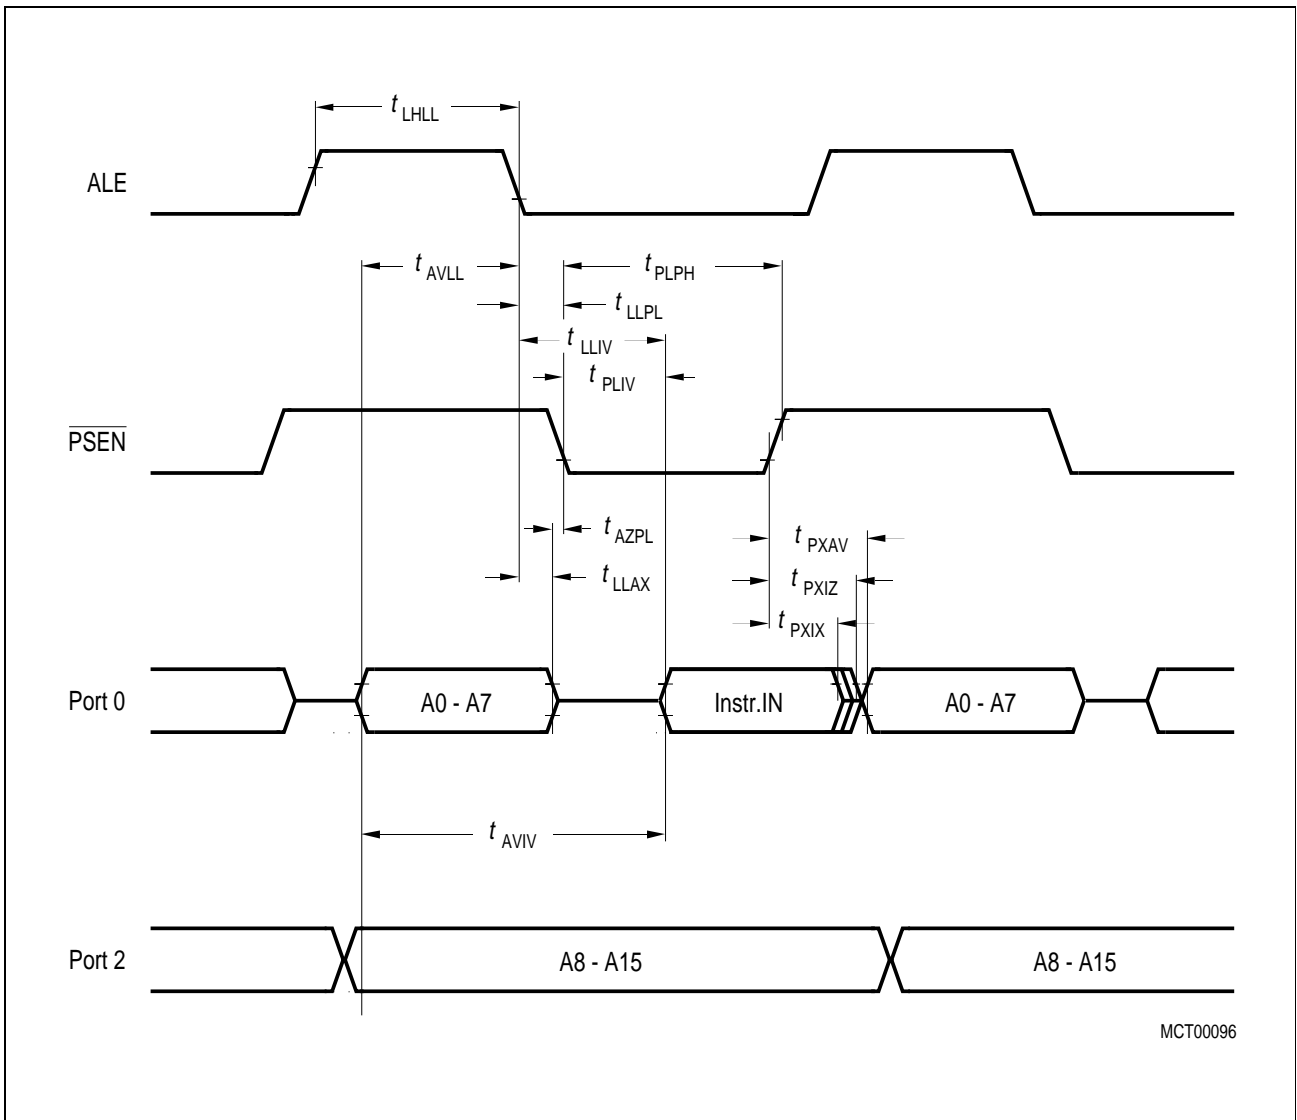 t LHLL
ALE
t AVLL
t PLPH
t LLPL
t LLIV
t PLIV
PSEN
t AZPL
t PXAV
t LLAX
t PXIZ
t PXIX
Port 0
A0 - A7
Instr.IN
A0 - A7
t AVIV
Port 2
A8 - A15
A8 - A15
MCT00096